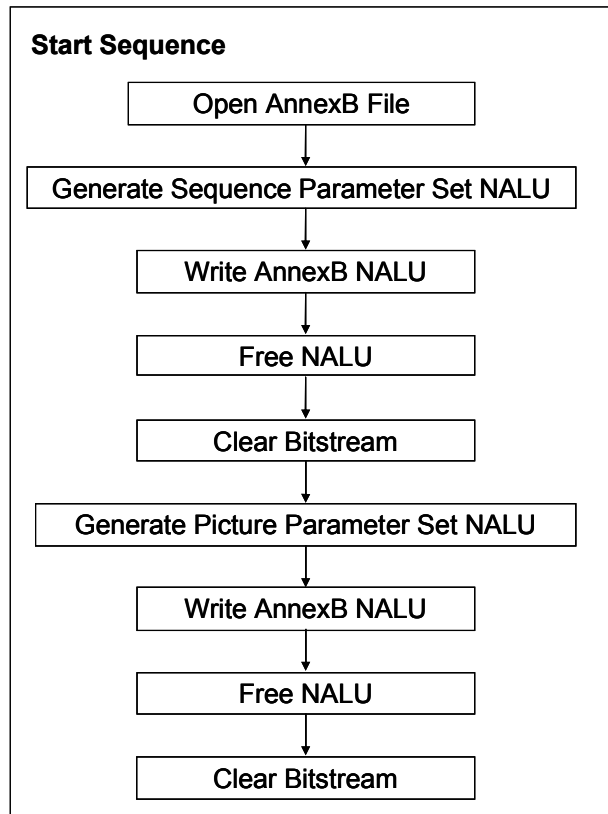 Start Sequence
Open AnnexB File
Generate Sequence Parameter Set NALU
Write AnnexB NALU
Free NALU
Clear Bitstream
Generate Picture Parameter Set NALU
Write AnnexB NALU
Free NALU
Clear Bitstream